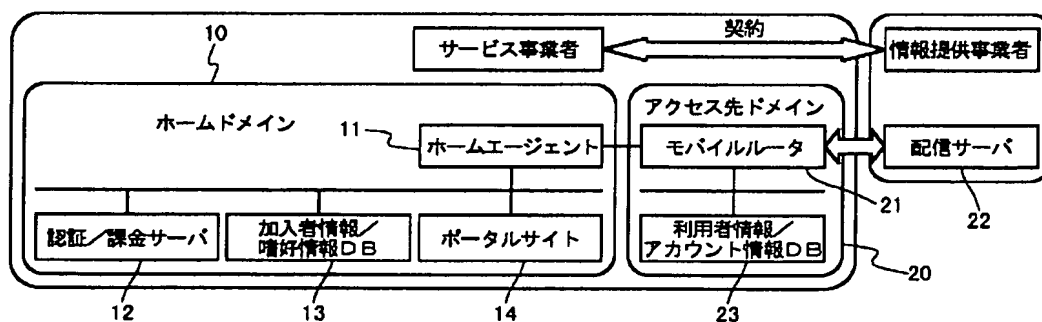 10
サービス事業者
契約
情報提供事業者
ホームドメイン
アクセス先ドメイン
11
ホームエージェント
モバイルルータ
配信サーバ
21
22
認証/課金サーバ
加入者情報/
嗜好情報DB
ポータルサイト
利用者情報/
アカウント情報DB
20
12
13
14
23